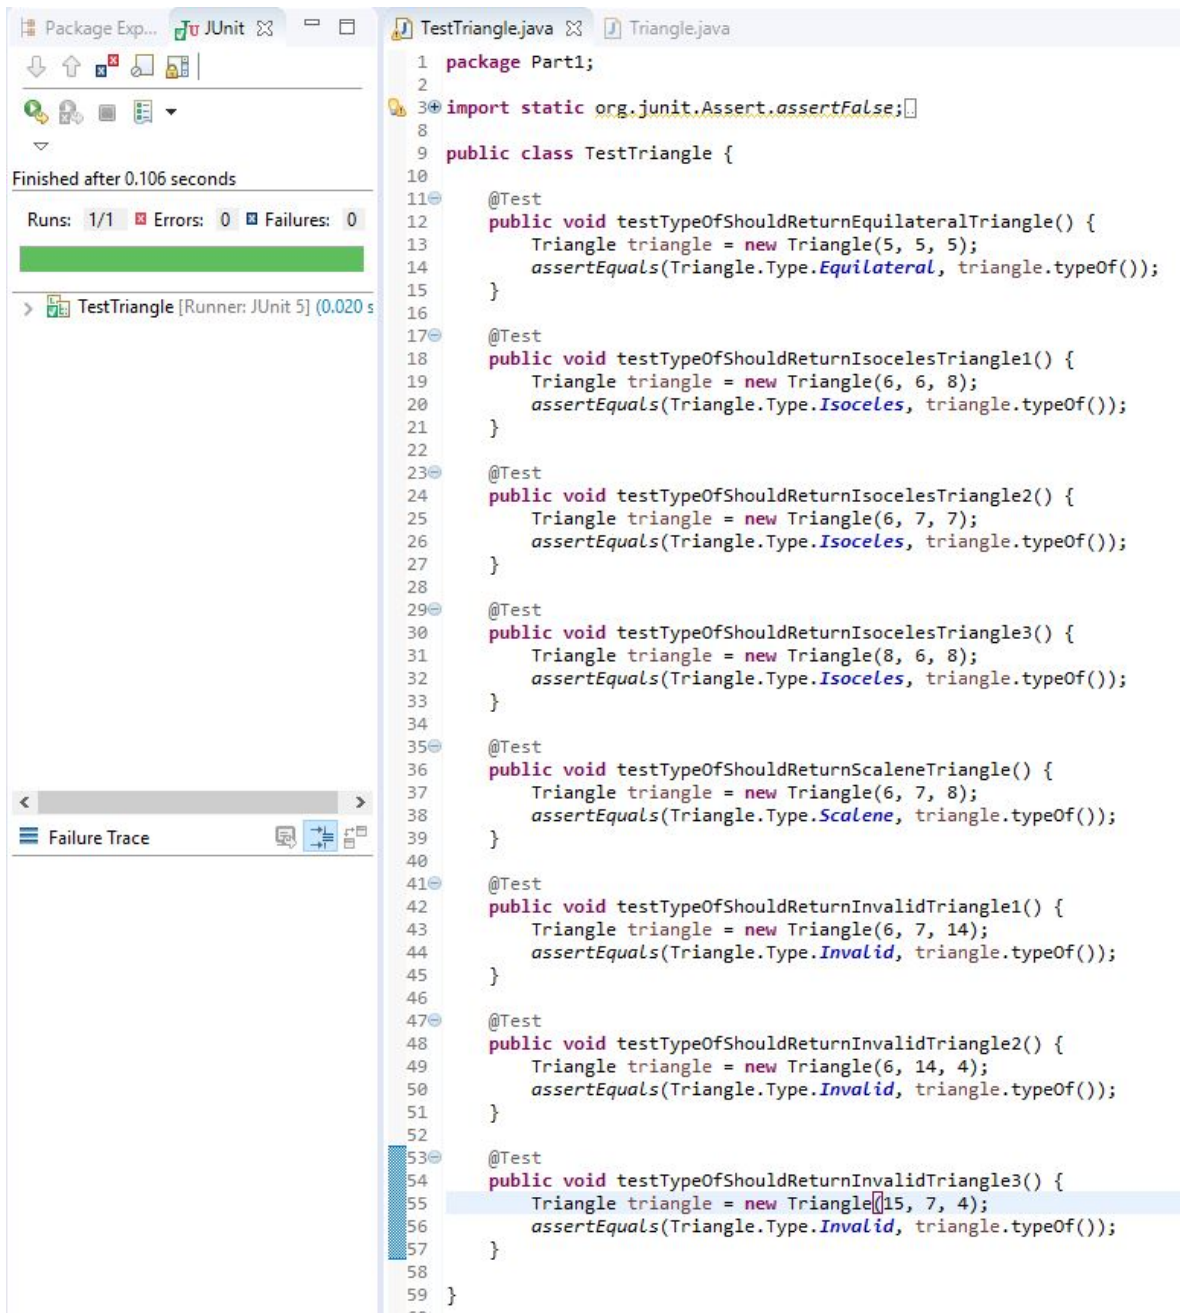 Package Exp... JUnit
Finished after 0.106 seconds
Runs: 1/1 Errors: 0 Failures: 0
TestTriangle [Runner: JUnit 5] (0.020 s
Failure Trace
TestTriangle.java Triangle.java
1 package Part1;
2
3 import static org.junit.Assert.assertFalse;
8
9 public class TestTriangle {
10
11 @Test
12 public void testTypeOfShouldReturnEquilateralTriangle() {
13 Triangle triangle = new Triangle(5, 5, 5);
14 assertEquals(Triangle.Type.Equilateral, triangle.typeOf());
15 }
16
17 @Test
18 public void testTypeOfShouldReturnIsocelesTriangle1() {
19 Triangle triangle = new Triangle(6, 6, 8);
20 assertEquals(Triangle.Type.Isoceles, triangle.typeOf());
21 }
22
23 @Test
24 public void testTypeOfShouldReturnIsocelesTriangle2() {
25 Triangle triangle = new Triangle(6, 7, 7);
26 assertEquals(Triangle.Type.Isoceles, triangle.typeOf());
27 }
28
29 @Test
30 public void testTypeOfShouldReturnIsocelesTriangle3() {
31 Triangle triangle = new Triangle(8, 6, 8);
32 assertEquals(Triangle.Type.Isoceles, triangle.typeOf());
33 }
34
35 @Test
36 public void testTypeOfShouldReturnScaleneTriangle() {
37 Triangle triangle = new Triangle(6, 7, 8);
38 assertEquals(Triangle.Type.Scalene, triangle.typeOf());
39 }
40
41 @Test
42 public void testTypeOfShouldReturnInvalidTriangle1() {
43 Triangle triangle = new Triangle(6, 7, 14);
44 assertEquals(Triangle.Type.Invalid, triangle.typeOf());
45 }
46
47 @Test
48 public void testTypeOfShouldReturnInvalidTriangle2() {
49 Triangle triangle = new Triangle(6, 14, 4);
50 assertEquals(Triangle.Type.Invalid, triangle.typeOf());
51 }
52
53 @Test
54 public void testTypeOfShouldReturnInvalidTriangle3() {
55 Triangle triangle = new Triangle(15, 7, 4);
56 assertEquals(Triangle.Type.Invalid, triangle.typeOf());
57 }
58
59 }